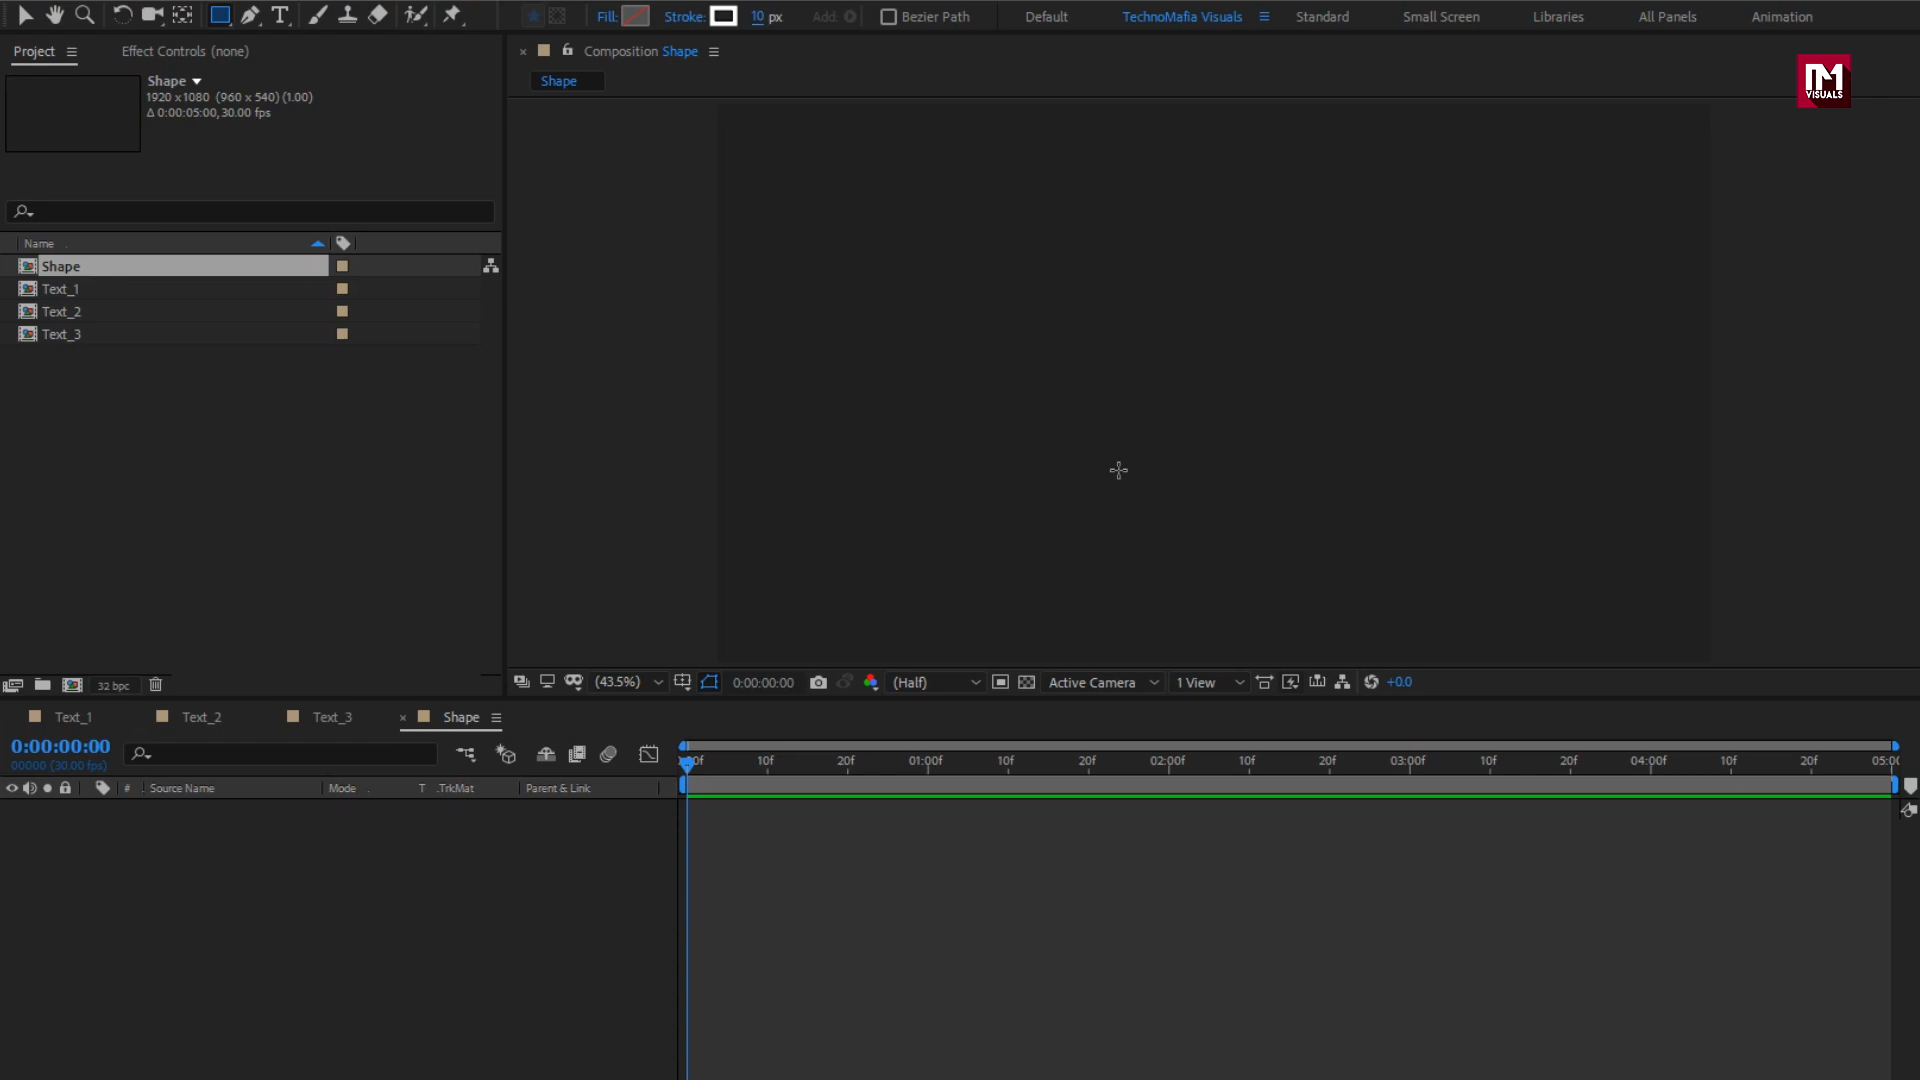 Fill: Stroke: 10 px Add: Bezier Path Default TechnoMafia Visuals Standard Small Screen Libraries All Panels Animation
Project Effect Controls (none) Composition Shape
Shape
1920 x1080 (960 x 540) (1.00)
Δ 0:00:05:00, 30.00 fps
Shape
VISUALS
Name
Shape
Text_1
Text_2
Text_3
32 bpc (43.5%) 0:00:00:00 (Half) Active Camera 1 View +0.0
Text_1 Text_2 Text_3 Shape
0:00:00:00
00000 (30.00 fps)
10f 20f 01:00f 10f 20f 02:00f 10f 20f 03:00f 10f 20f 04:00f 10f 20f
# Source Name Mode T .TrkMat Parent & Link